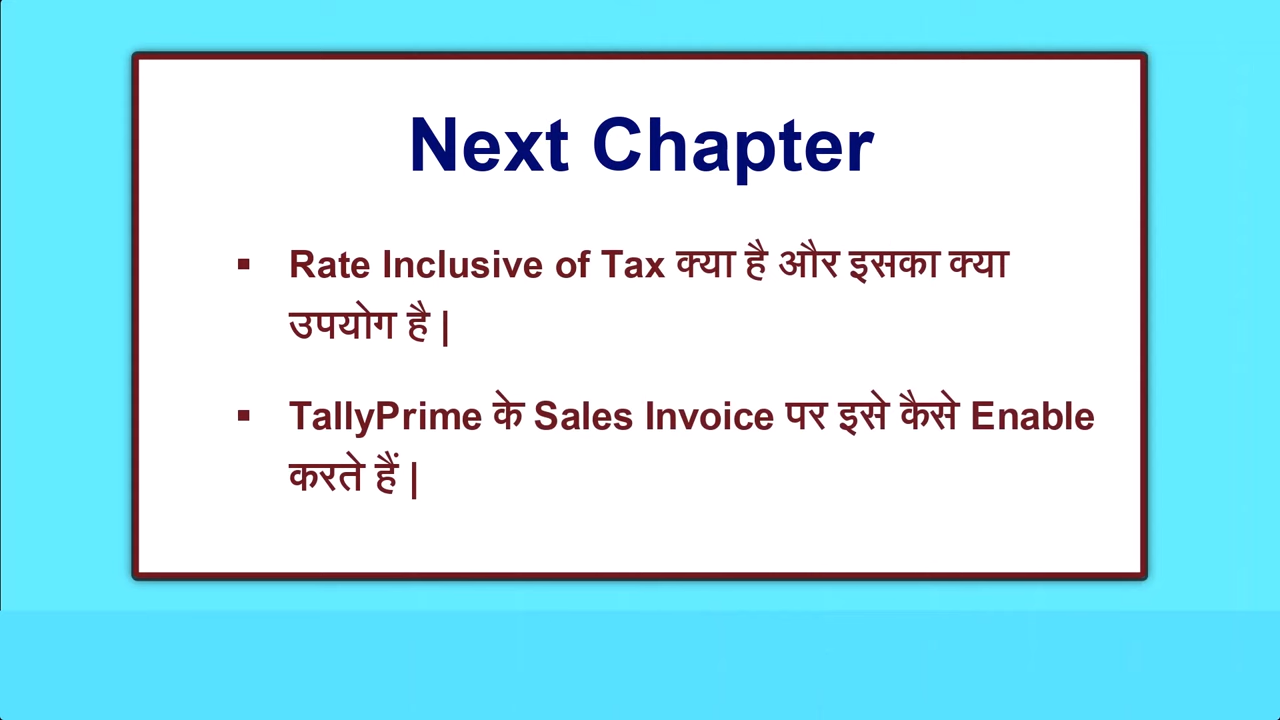 Next Chapter
▪ Rate Inclusive of Tax क्या है और इसका क्या
उपयोग है |
▪ TallyPrime के Sales Invoice पर इसे कैसे Enable
करते हैं |